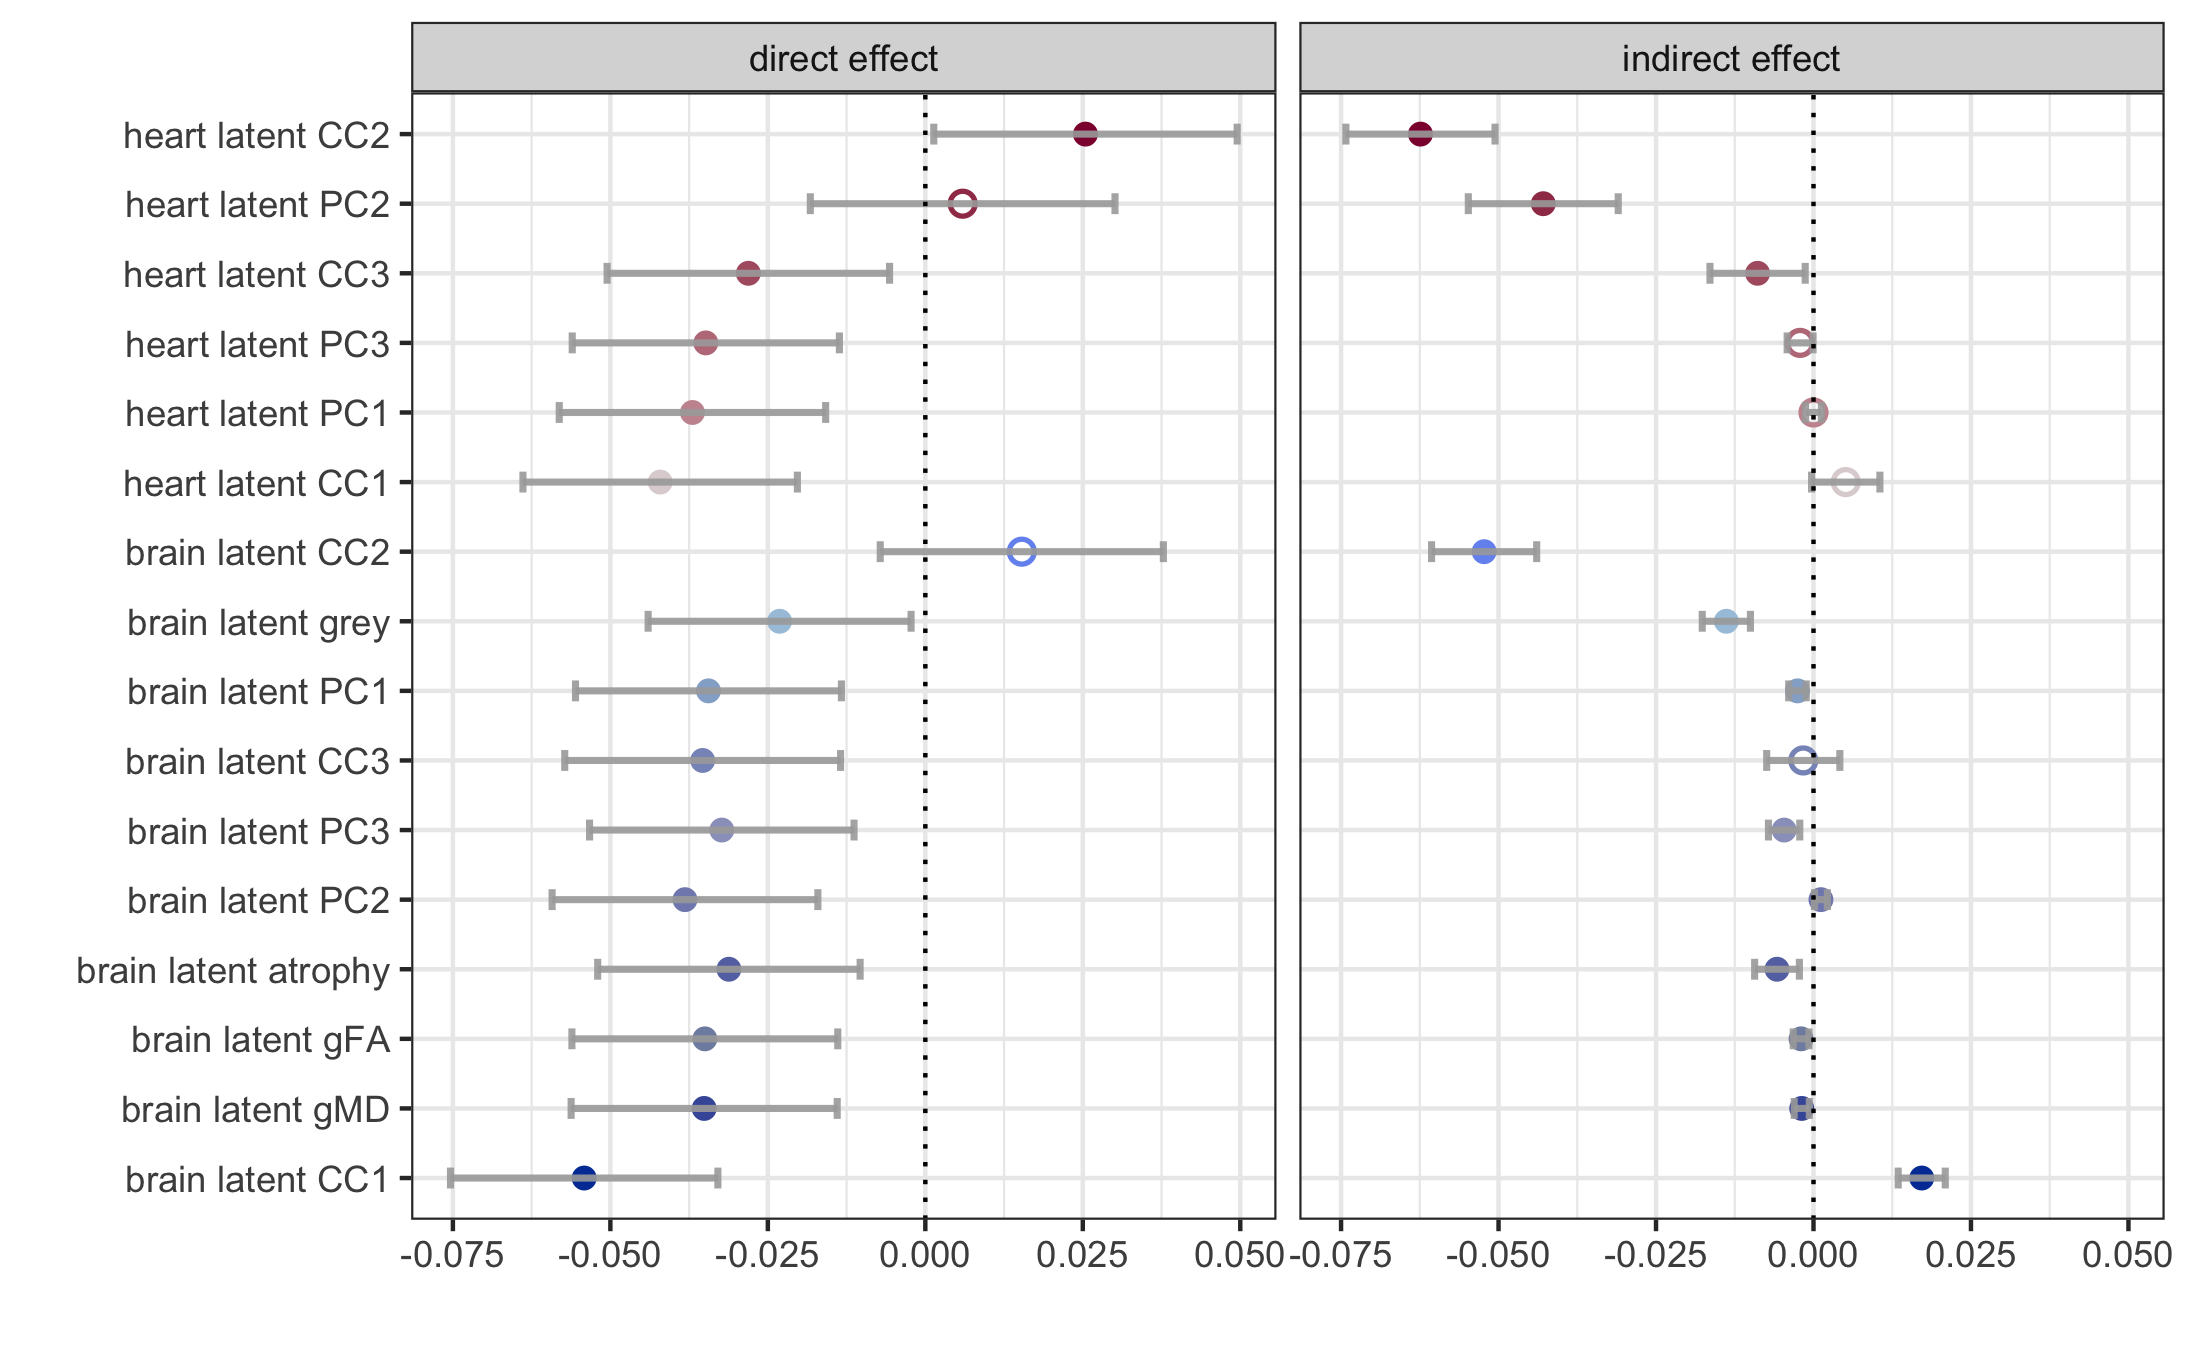 direct effect
indirect effect
heart latent CC2
heart latent PC2
heart latent CC3
heart latent PC3
heart latent PC1
heart latent CC1
brain latent CC2
brain latent grey
brain latent PC1
brain latent CC3
brain latent PC3
brain latent PC2
brain latent atrophy
brain latent gFA
brain latent gMD
brain latent CC1
-0.075 -0.050 -0.025 0.000 0.025 0.050
-0.075 -0.050 -0.025 0.000 0.025 0.050